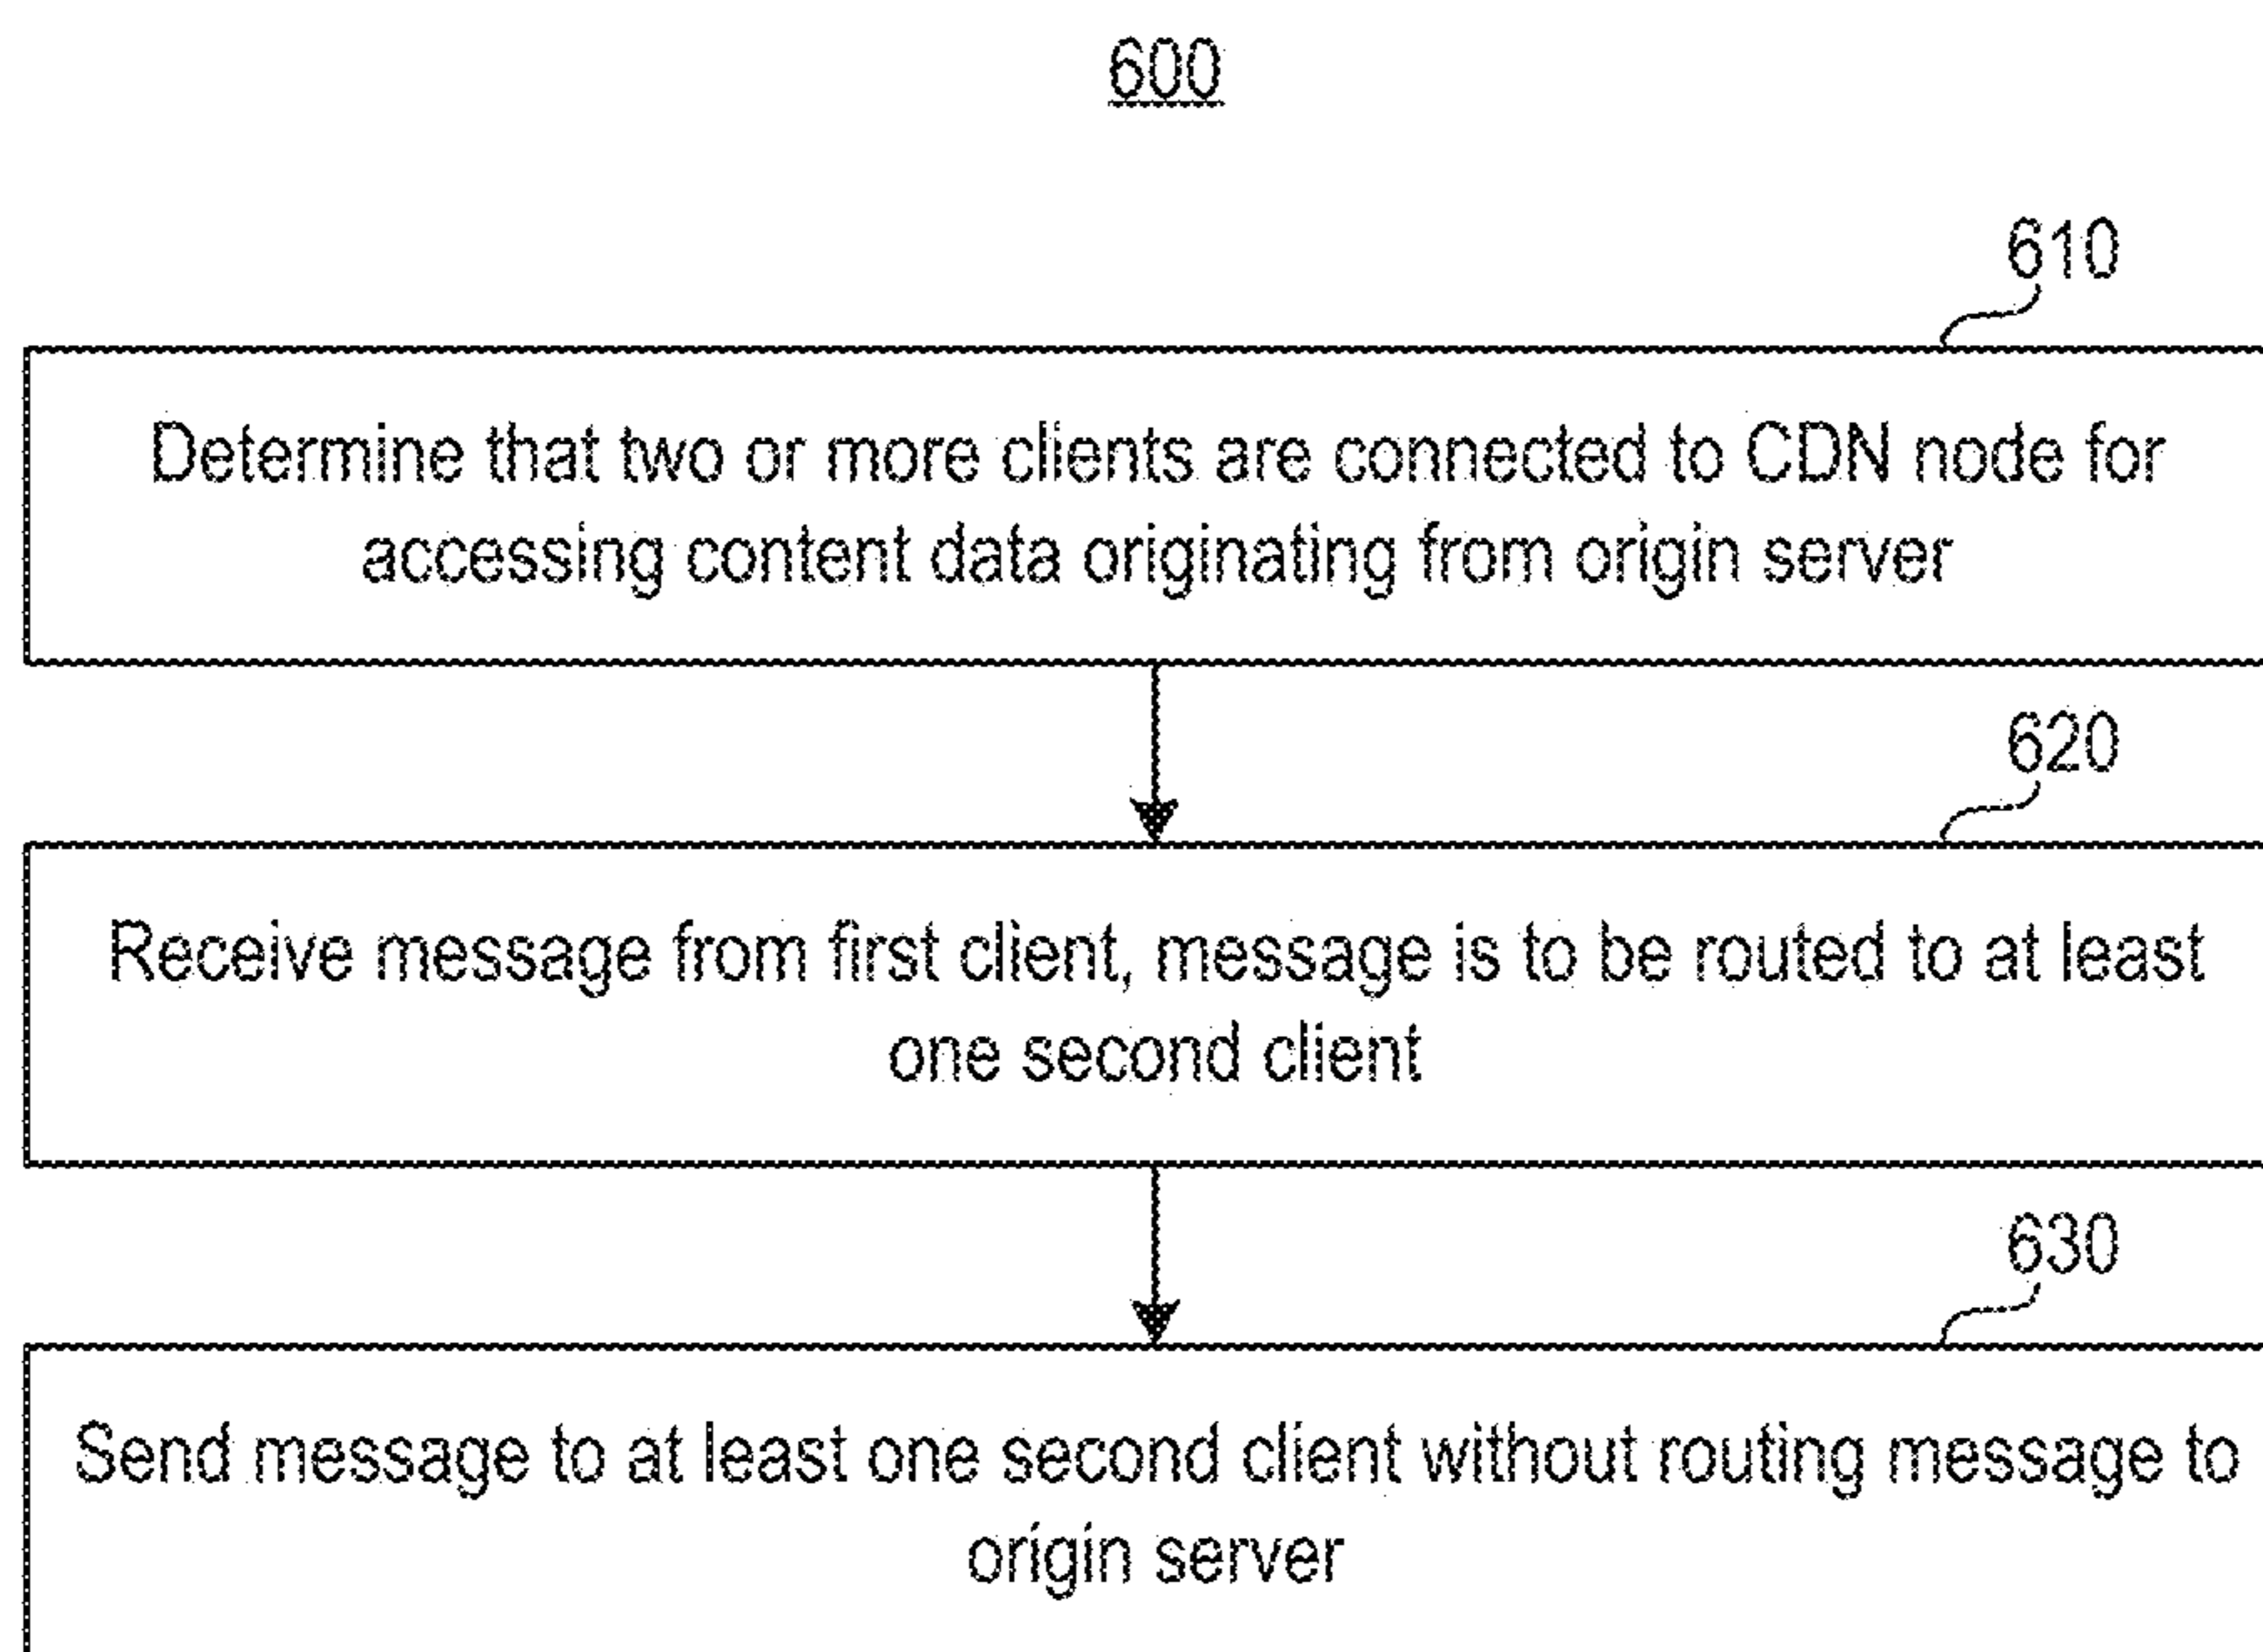 600
610
Determine that two or more clients are connected to CDN node for
accessing content data originating from origin server
620
Receive message from first client, message is to be routed to at least
one second client
630
Send message to at least one second client without routing message to
origin server